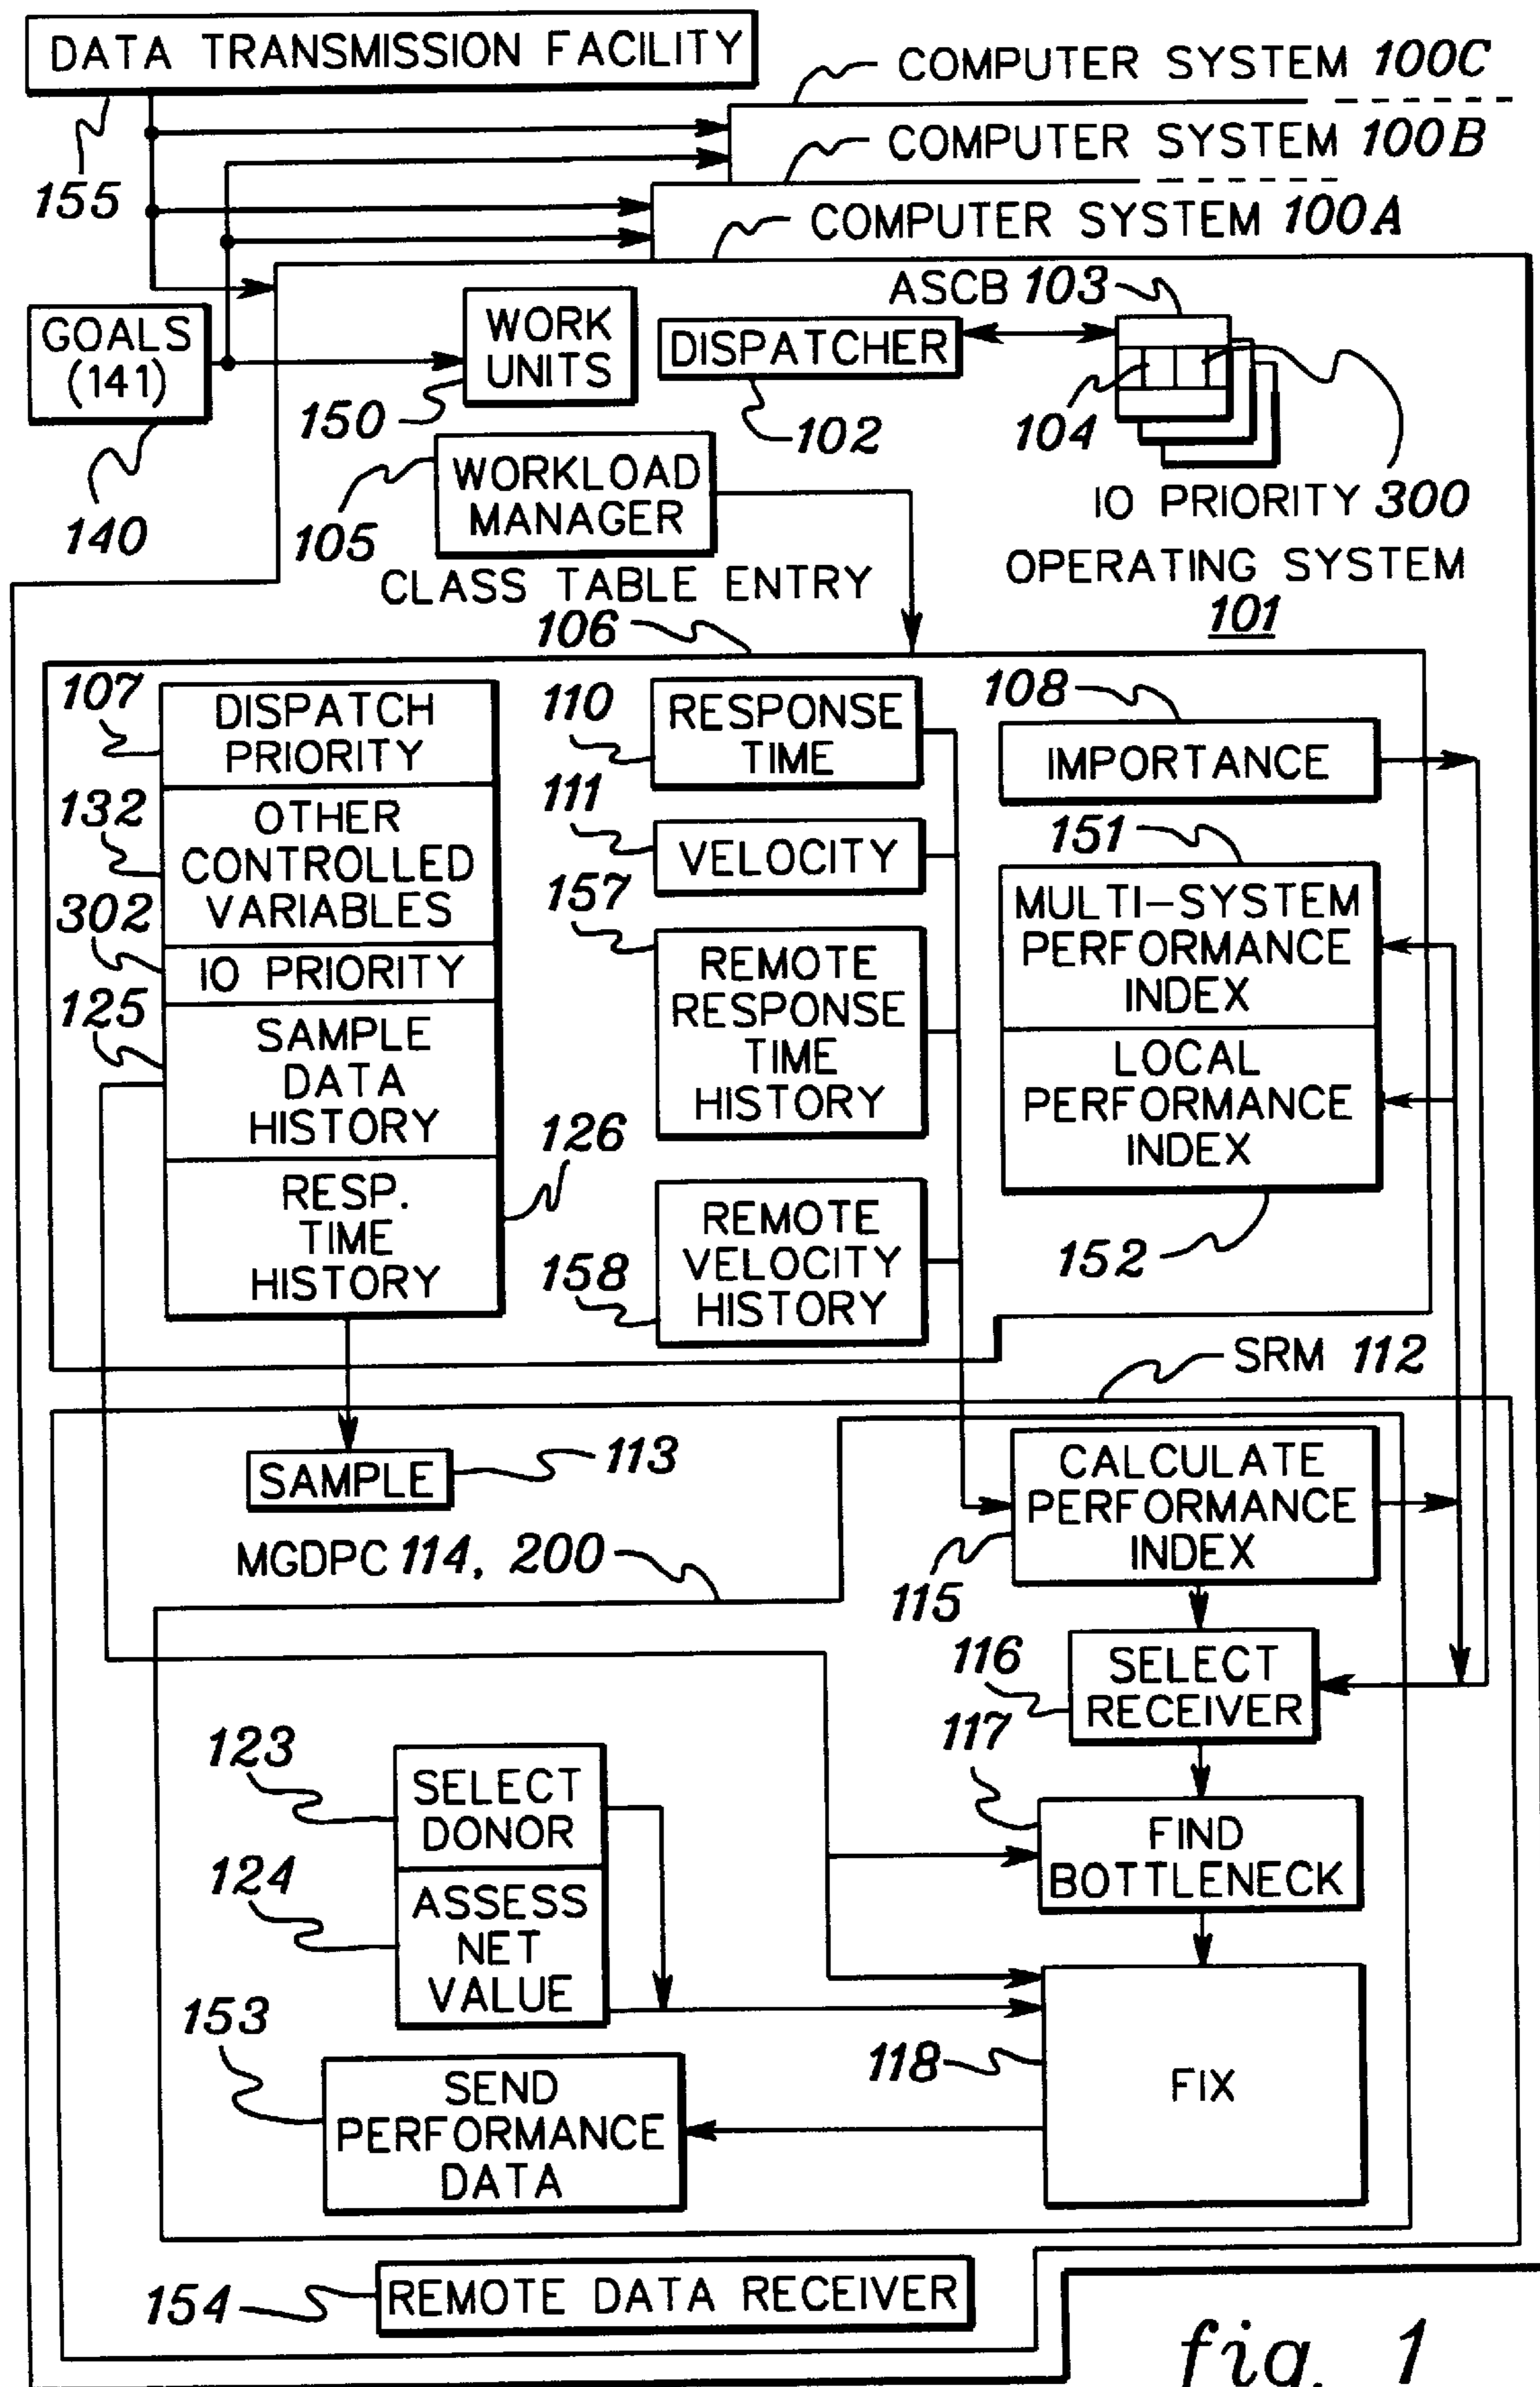 DATA TRANSMISSION FACILITY
155
COMPUTER SYSTEM 100C
COMPUTER SYSTEM 100B
COMPUTER SYSTEM 100A
GOALS
(141)
140
WORK
UNITS
150
DISPATCHER
102
ASCB 103
104
IO PRIORITY 300
WORKLOAD
MANAGER
105
OPERATING SYSTEM
101
CLASS TABLE ENTRY
106
107
DISPATCH
PRIORITY
132
OTHER
CONTROLLED
VARIABLES
302
IO PRIORITY
125
SAMPLE
DATA
HISTORY
126
RESP.
TIME
HISTORY
110
RESPONSE
TIME
111
VELOCITY
157
REMOTE
RESPONSE
TIME
HISTORY
158
REMOTE
VELOCITY
HISTORY
108
IMPORTANCE
151
MULTI-SYSTEM
PERFORMANCE
INDEX
LOCAL
PERFORMANCE
INDEX
152
SRM 112
SAMPLE
113
MGDPC 114, 200
CALCULATE
PERFORMANCE
INDEX
115
116
SELECT
RECEIVER
117
FIND
BOTTLENECK
123
SELECT
DONOR
124
ASSESS
NET
VALUE
118
FIX
153
SEND
PERFORMANCE
DATA
154
REMOTE DATA RECEIVER
fig. 1